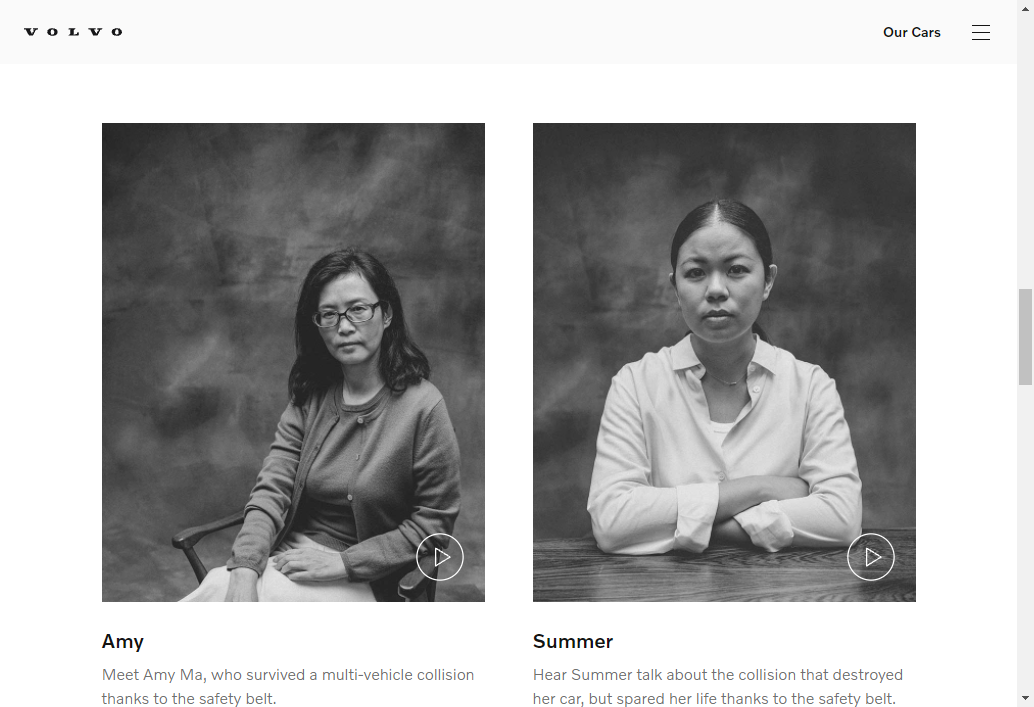 VOLVO
Our Cars
Amy
Meet Amy Ma, who survived a multi-vehicle collision
thanks to the safety belt.
Summer
Hear Summer talk about the collision that destroyed
her car, but spared her life thanks to the safety belt.